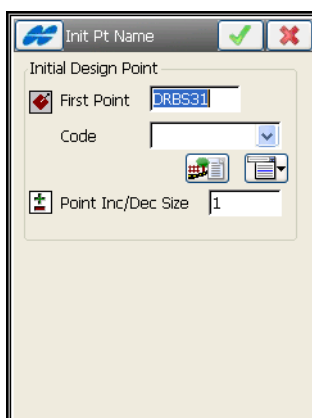 Init Pt Name
Initial Design Point
First Point DRBS31
Code
Point Inc/Dec Size 1